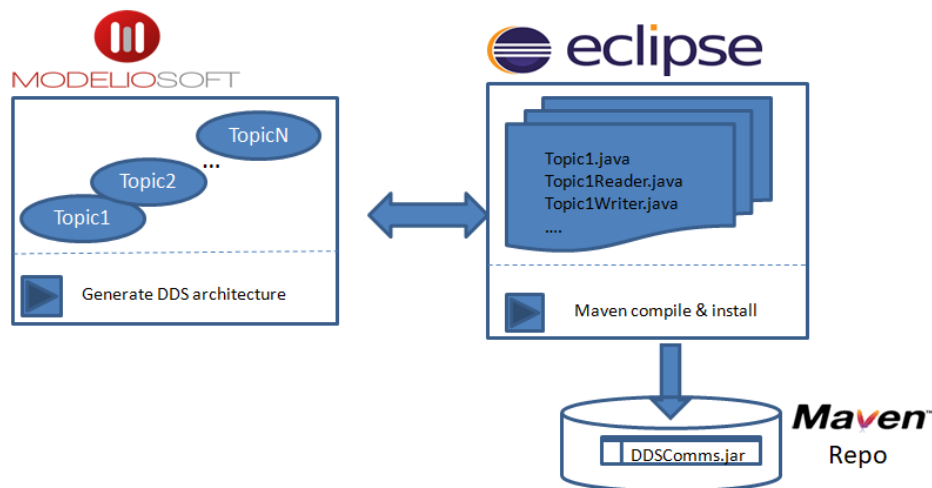 MODELIOSOFT
TopicN
...
Topic2
Topic1
Generate DDS architecture
eclipse
Topic1.java
Topic1Reader.java
Topic1Writer.java
....
Maven compile & install
DDSComms.jar
Maven™
Repo